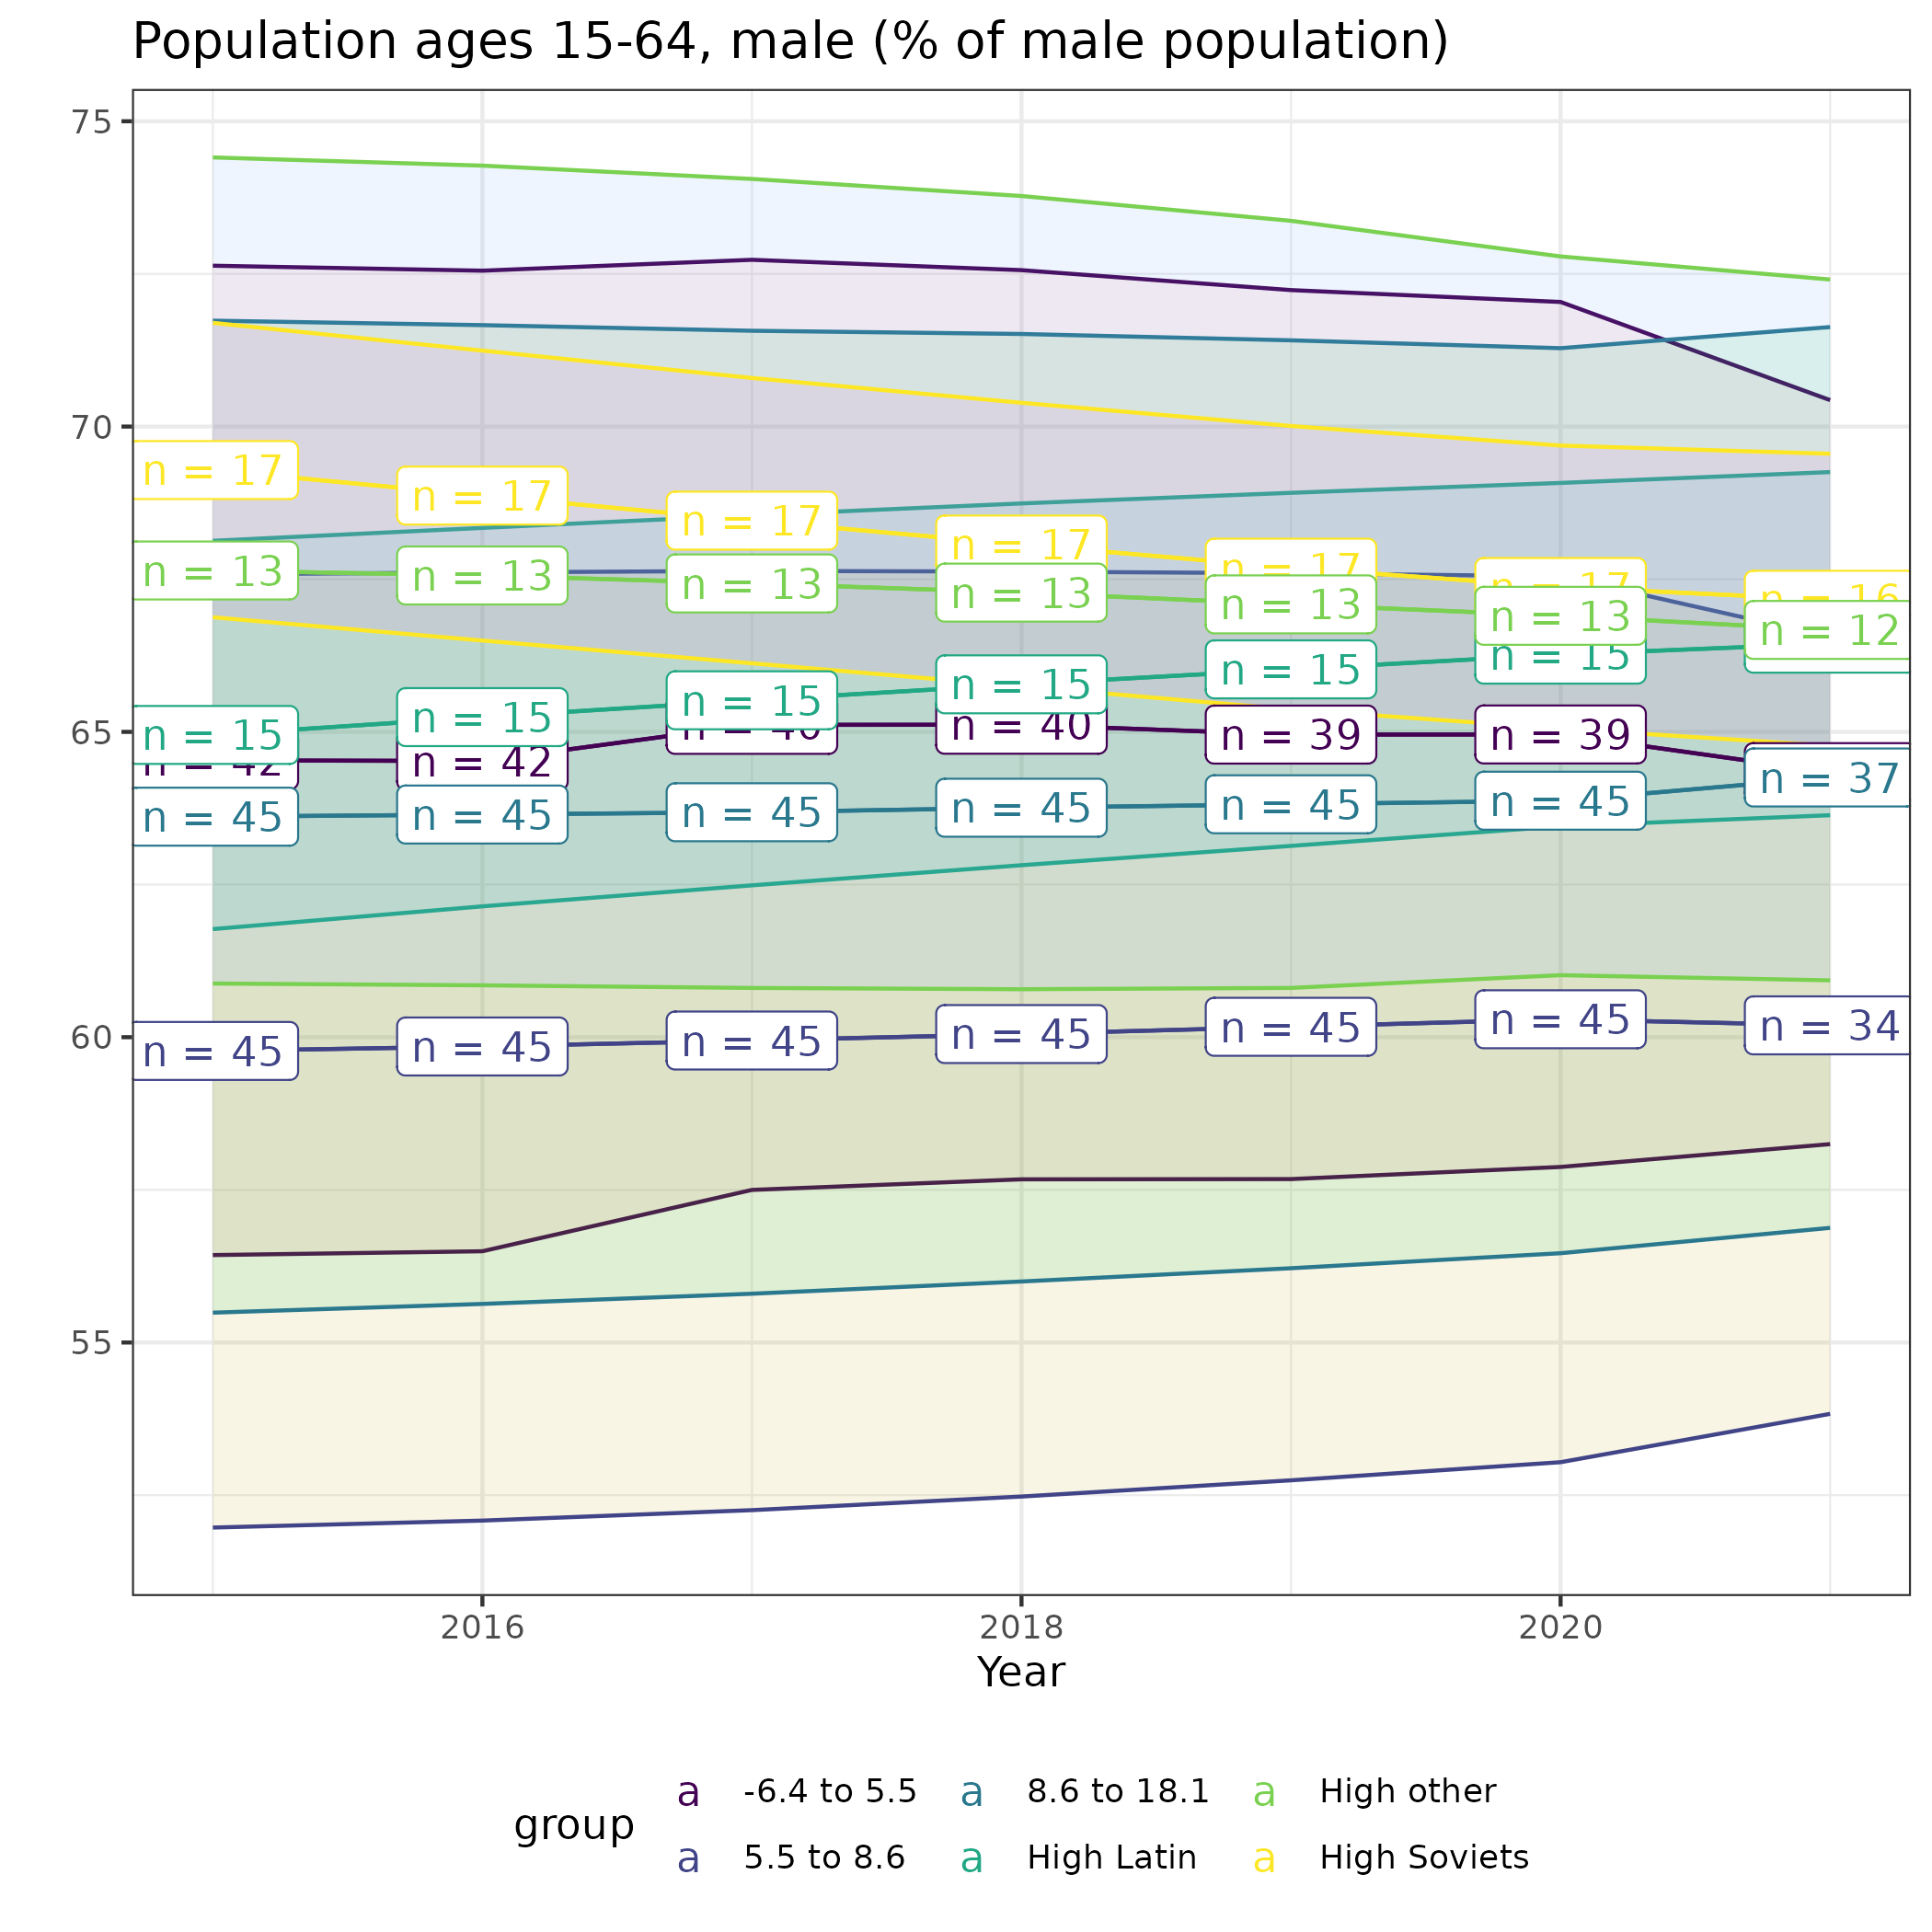 Population ages 15-64, male (% of male population)
75
70
65
60
55
n = 17
n = 17
n = 17
n = 17
n = 17
n = 17
n = 16
n = 13
n = 13
n = 13
n = 13
n = 13
n = 13
n = 12
n = 15
n = 15
n = 15
n = 15
n = 15
n = 15
n = 42
n = 42
n = 40
n = 40
n = 39
n = 39
n = 45
n = 45
n = 45
n = 45
n = 45
n = 45
n = 37
n = 45
n = 45
n = 45
n = 45
n = 45
n = 45
n = 34
2016 2018 2020
Year
group
a -6.4 to 5.5 a 8.6 to 18.1 a High other
a 5.5 to 8.6 a High Latin a High Soviets